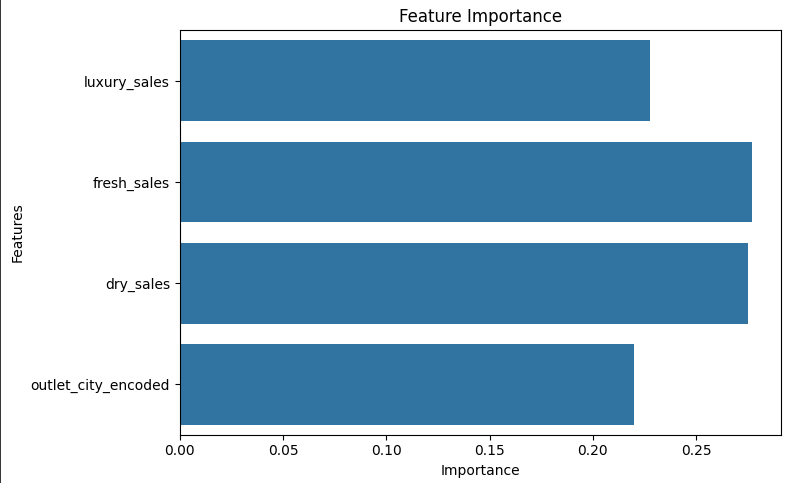 Feature Importance
Features
luxury_sales
fresh_sales
dry_sales
outlet_city_encoded
0.00 0.05 0.10 0.15 0.20 0.25
Importance